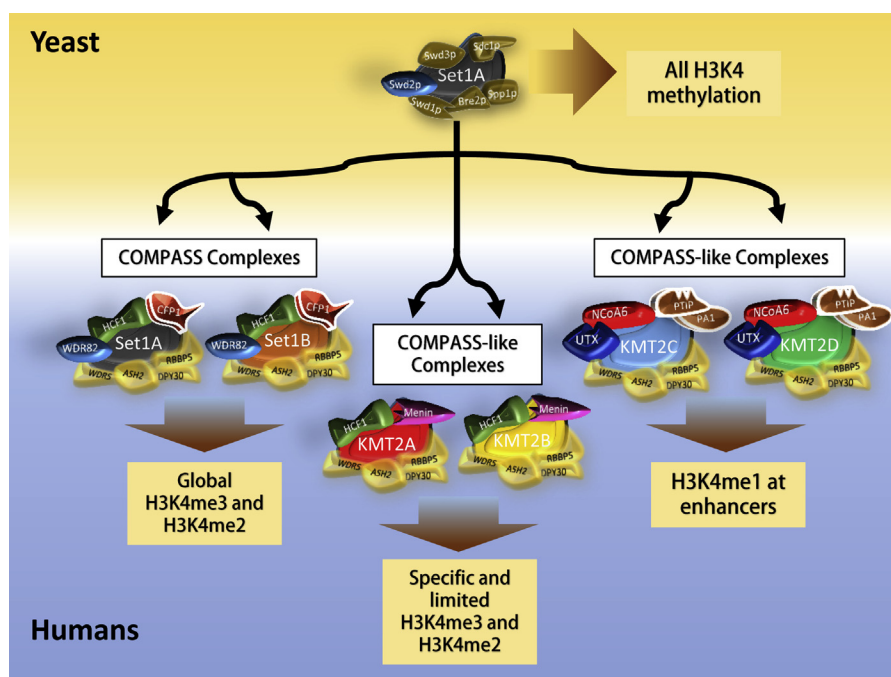 Yeast
Swd3p
Sdc1p
Set1A
Swd2p
Swd1p
Bre2p
Spp1p
All H3K4
methylation
COMPASS Complexes
COMPASS-like Complexes
COMPASS-like
Complexes
HCF1
CFP1
WDR82
Set1A
WDR5
ASH2
RBBP5
DPY30
HCF1
CFP1
WDR82
Set1B
WDR5
ASH2
RBBP5
DPY30
NCoA6
PTIP
PA1
UTX
KMT2C
WDR5
ASH2
RBBP5
DPY30
NCoA6
PTIP
PA1
UTX
KMT2D
WDR5
ASH2
RBBP5
DPY30
HCF1
Menin
KMT2A
WDR5
ASH2
RBBP5
DPY30
HCF1
Menin
KMT2B
WDR5
ASH2
RBBP5
DPY30
Global
H3K4me3 and
H3K4me2
H3K4me1 at
enhancers
Specific and
limited
H3K4me3 and
H3K4me2
Humans